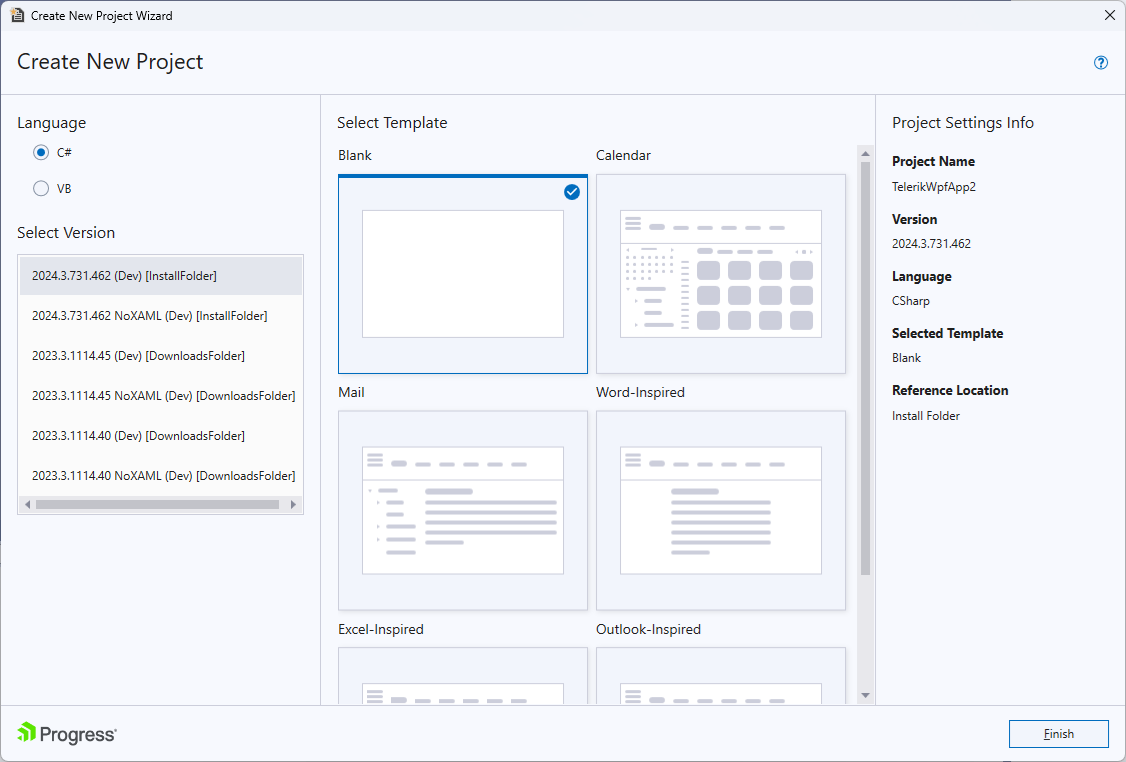 Create New Project Wizard
Create New Project
Language
C#
VB
Select Version
2024.3.731.462 (Dev) [InstallFolder]
2024.3.731.462 NoXAML (Dev) [InstallFolder]
2023.3.1114.45 (Dev) [DownloadsFolder]
2023.3.1114.45 NoXAML (Dev) [DownloadsFolder]
2023.3.1114.40 (Dev) [DownloadsFolder]
2023.3.1114.40 NoXAML (Dev) [DownloadsFolder]
Select Template
Blank
Calendar
Mail
Word-Inspired
Excel-Inspired
Outlook-Inspired
Project Settings Info
Project Name
TelerikWpfApp2
Version
2024.3.731.462
Language
CSharp
Selected Template
Blank
Reference Location
Install Folder
Progress
Finish